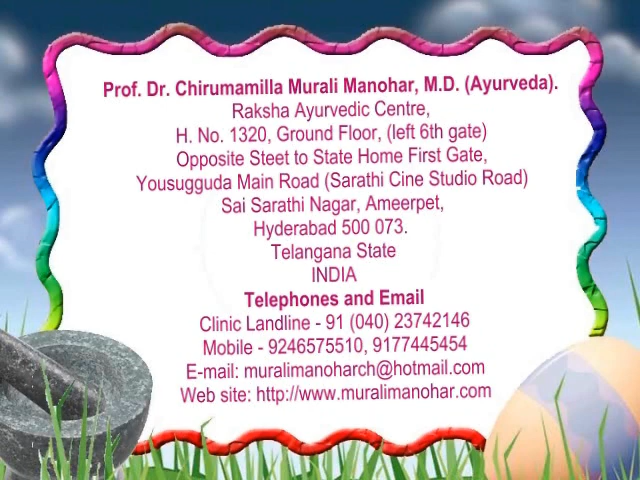 Prof. Dr. Chirumamilla Murali Manohar, M.D. (Ayurveda).
Raksha Ayurvedic Centre,
H. No. 1320, Ground Floor, (left 6th gate)
Opposite Steet to State Home First Gate,
Yousugguda Main Road (Sarathi Cine Studio Road)
Sai Sarathi Nagar, Ameerpet,
Hyderabad 500 073.
Telangana State
INDIA
Telephones and Email
Clinic Landline - 91 (040) 23742146
Mobile - 9246575510, 9177445454
E-mail: muralimanoharch@hotmail.com
Web site: http://www.muralimanohar.com